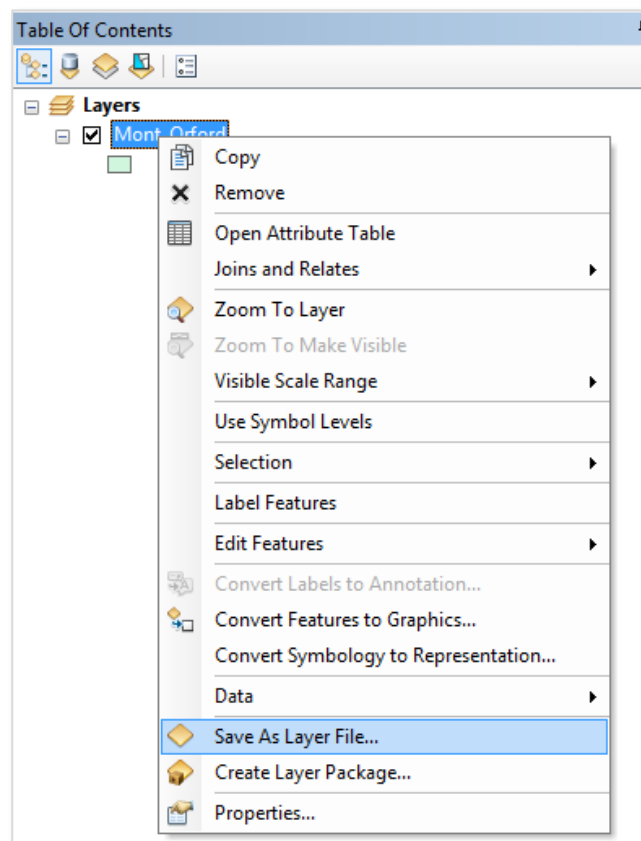 Table Of Contents
Layers
Mont_Orford
Copy
Remove
Open Attribute Table
Joins and Relates
Zoom To Layer
Zoom To Make Visible
Visible Scale Range
Use Symbol Levels
Selection
Label Features
Edit Features
Convert Labels to Annotation...
Convert Features to Graphics...
Convert Symbology to Representation...
Data
Save As Layer File...
Create Layer Package...
Properties...